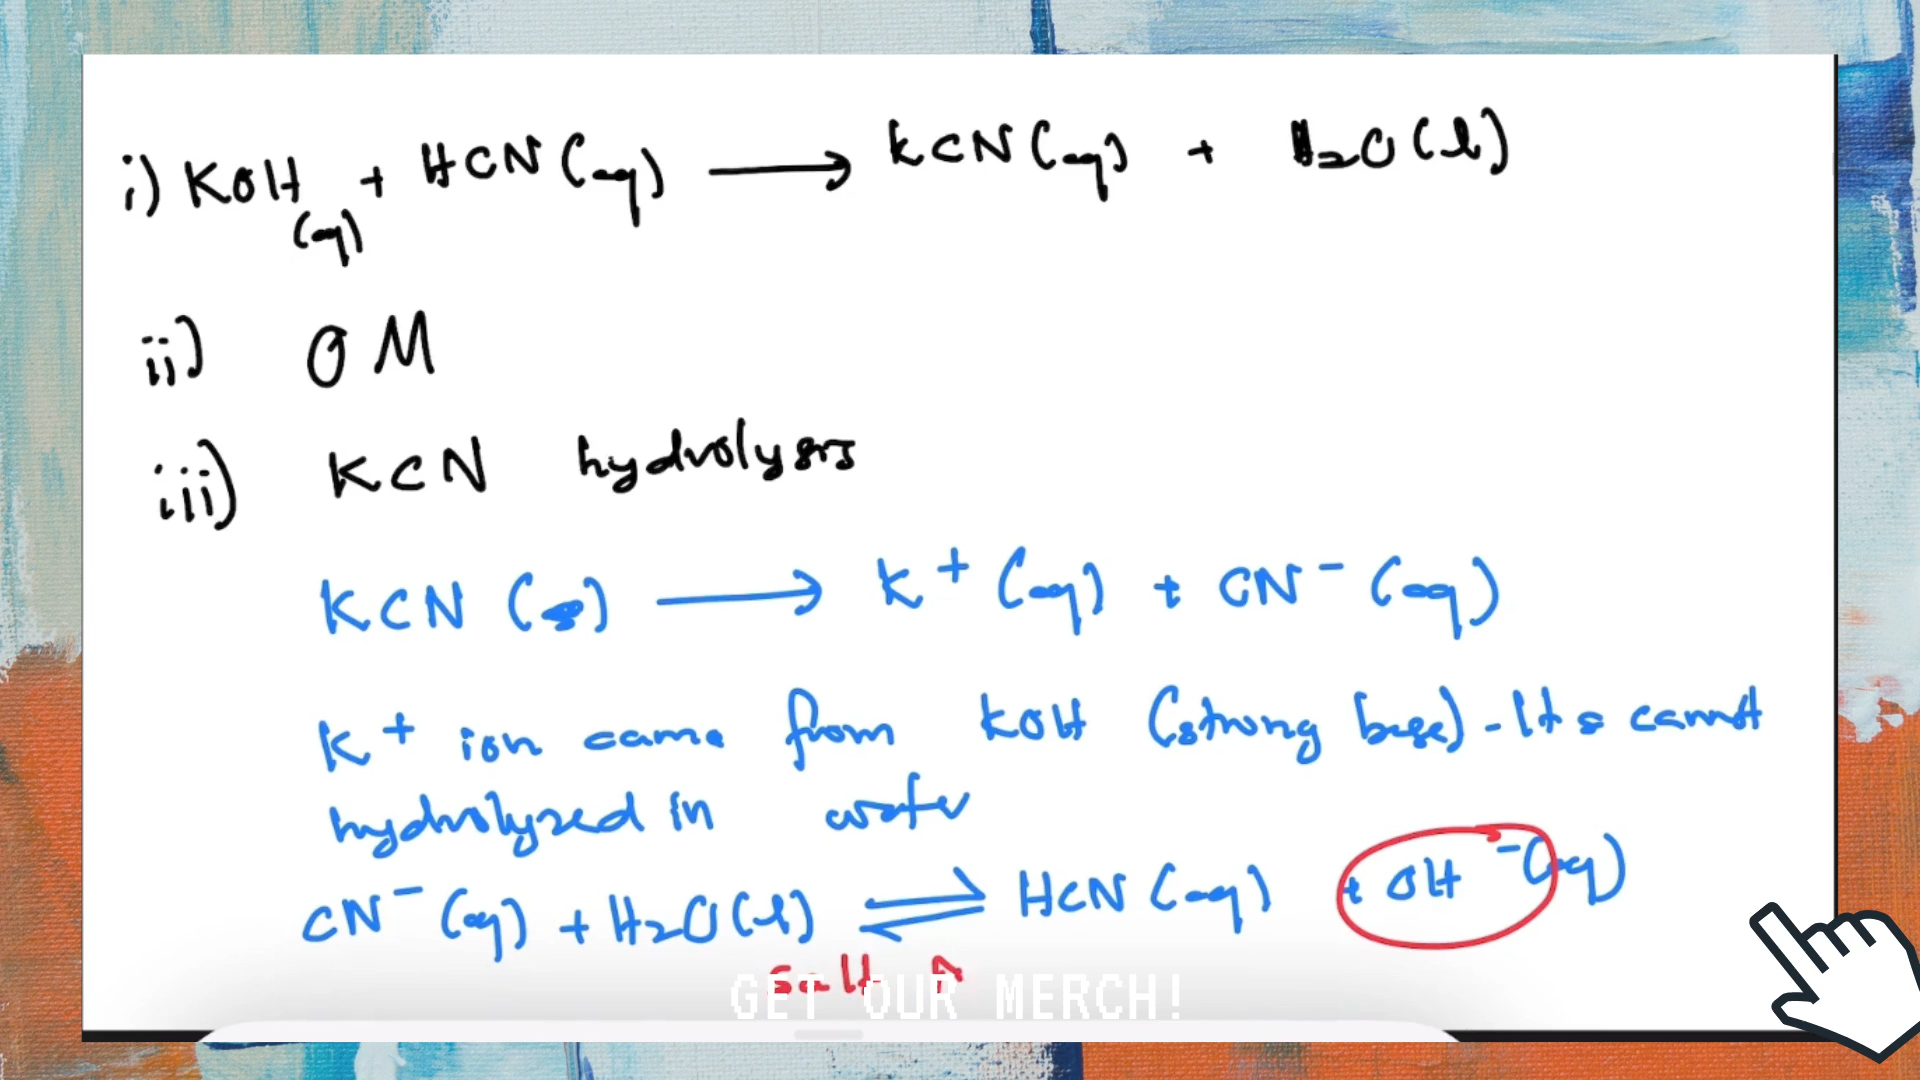 i) KOH (aq) + HCN (aq) ⟶ KCN (aq) + H₂O (l)
ii) 0 M
iii) KCN hydrolysis
KCN (s) ⟶ K⁺ (aq) + CN⁻ (aq)
K⁺ ion came from KOH (strong base) - It cannot
hydrolyzed in water
CN⁻ (aq) + H₂O (l) ⇌ HCN (aq) + OH⁻ (aq)
GET OUR MERCH!